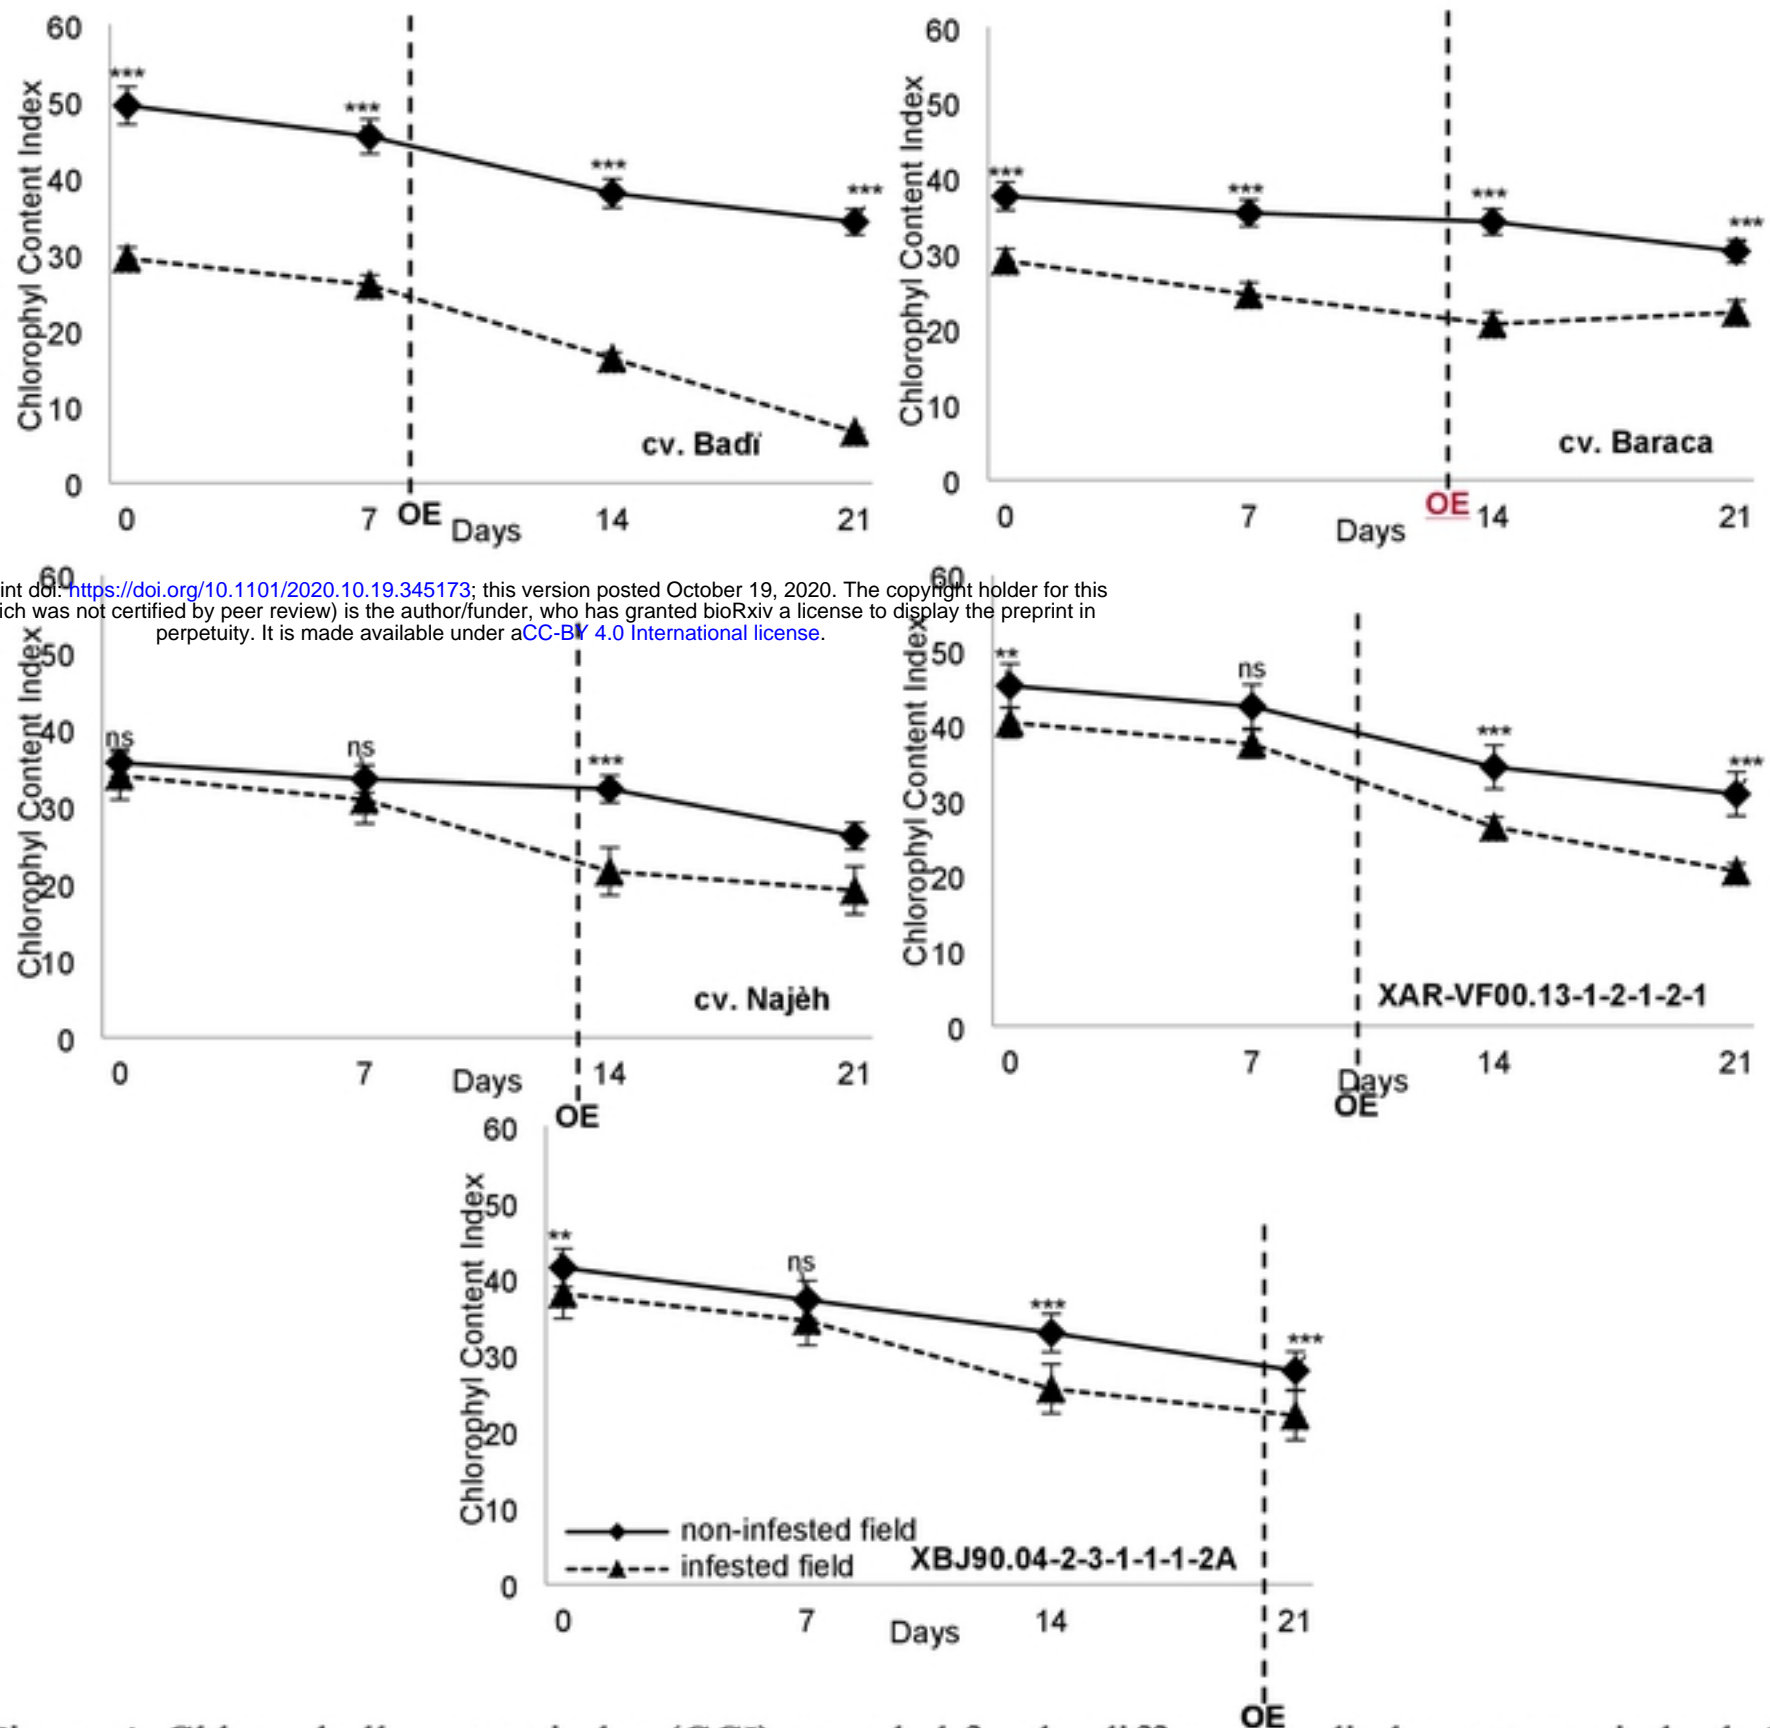 60
50
40
30
20
10
0
Chlorophyl Content Index
***
***
***
***
cv. Badï
0
7
OE
Days
14
21
60
50
40
30
20
10
0
Chlorophyl Content Index
***
***
***
***
cv. Baraca
0
7
Days
OE
14
21
int doi: https://doi.org/10.1101/2020.10.19.345173; this version posted October 19, 2020. The copyright holder for this
ich was not certified by peer review) is the author/funder, who has granted bioRxiv a license to display the preprint in
perpetuity. It is made available under aCC-BY 4.0 International license.
60
50
40
30
20
10
0
Chlorophyl Content Index
ns
ns
***
cv. Najèh
0
7
Days
14
21
OE
60
50
40
30
20
10
0
Chlorophyl Content Index
**
ns
***
***
XAR-VF00.13-1-2-1-2-1
0
7
Days
14
21
OE
60
50
40
30
20
10
0
Chlorophyl Content Index
**
ns
***
***
non-infested field
infested field
XBJ90.04-2-3-1-1-1-2A
0
7
Days
14
21
OE